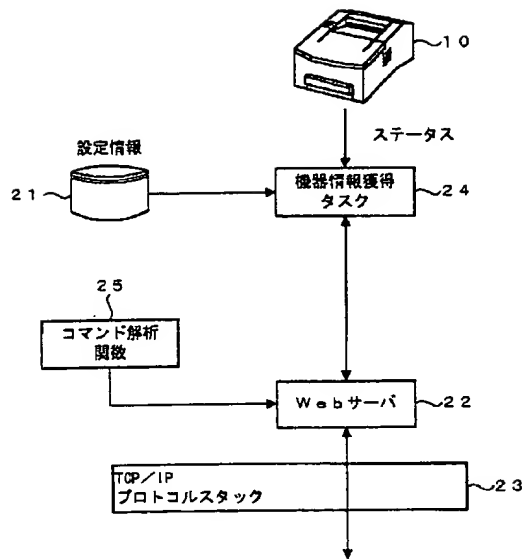 10
ステータス
設定情報
21
機器情報獲得
タスク
24
25
コマンド解析
関数
Webサーバ
22
TCP/IP
プロトコルスタック
23